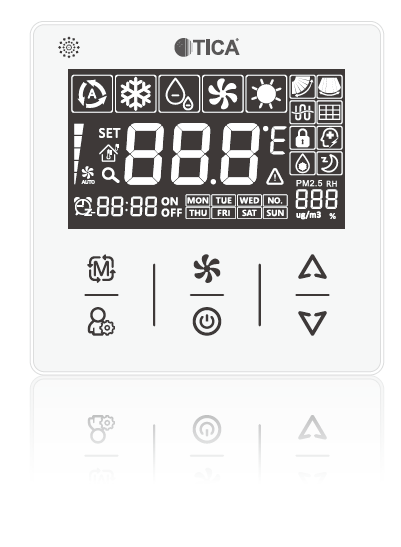 TICA
A
SET
188.8°E
AUTO
PM2.5 RH
88:88 ON OFF
MON TUE WED NO.
THU FRI SAT SUN
888
ug/m3 %
M